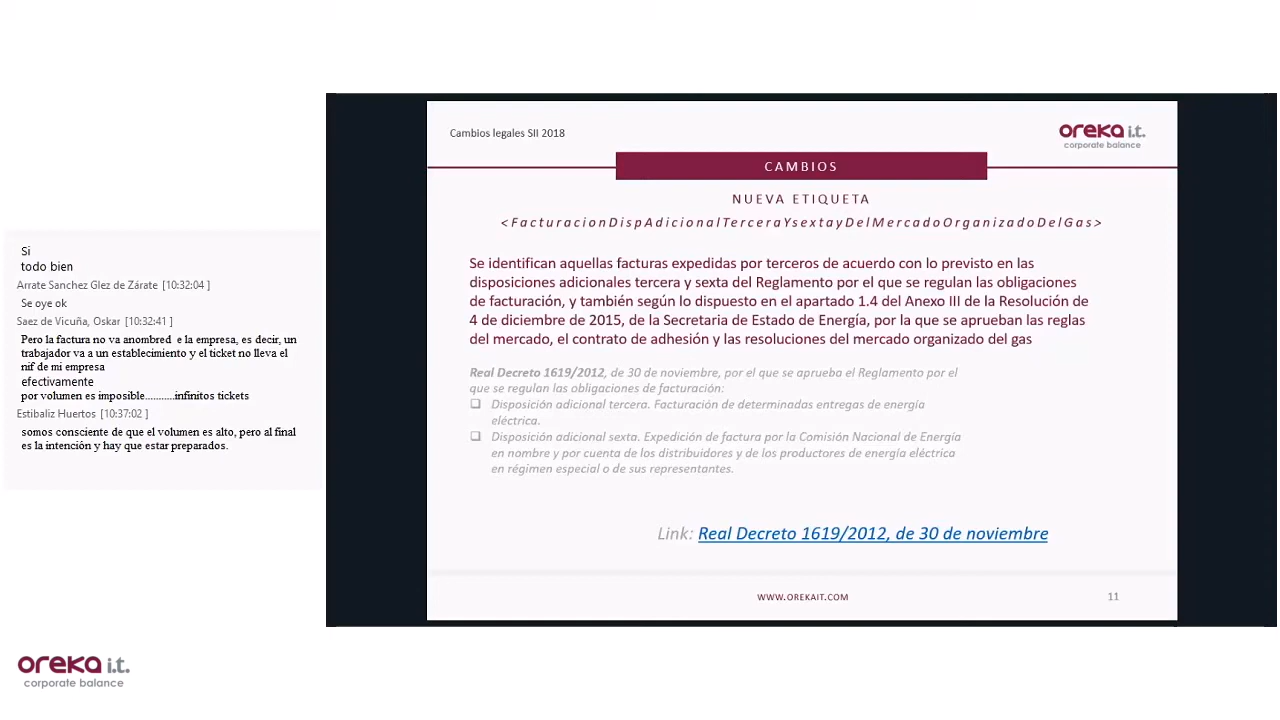 Si
todo bien
Arrate Sanchez Glez de Zárate [10:32:04 ]
Se oye ok
Saez de Vicuña, Oskar [10:32:41 ]
Pero la factura no va anombred e la empresa, es decir, un
trabajador va a un establecimiento y el ticket no lleva el
nif de mi empresa
efectivamente
por volumen es imposible...........infinitos tickets
Estibaliz Huertos [10:37:02 ]
somos consciente de que el volumen es alto, pero al final
es la intención y hay que estar preparados.
oreka i.t.
corporate balance
Cambios legales SII 2018
oreka i.t.
corporate balance
CAMBIOS
NUEVA ETIQUETA
<FacturacionDispAdicionalTerceraYsextayDelMercadoOrganizadoDelGas>
Se identifican aquellas facturas expedidas por terceros de acuerdo con lo previsto en las
disposiciones adicionales tercera y sexta del Reglamento por el que se regulan las obligaciones
de facturación, y también según lo dispuesto en el apartado 1.4 del Anexo III de la Resolución de
4 de diciembre de 2015, de la Secretaria de Estado de Energía, por la que se aprueban las reglas
del mercado, el contrato de adhesión y las resoluciones del mercado organizado del gas
Real Decreto 1619/2012, de 30 de noviembre, por el que se aprueba el Reglamento por el
que se regulan las obligaciones de facturación:
❑ Disposición adicional tercera. Facturación de determinadas entregas de energía
eléctrica.
❑ Disposición adicional sexta. Expedición de factura por la Comisión Nacional de Energía
en nombre y por cuenta de los distribuidores y de los productores de energía eléctrica
en régimen especial o de sus representantes.
Link: Real Decreto 1619/2012, de 30 de noviembre
WWW.OREKAIT.COM
11